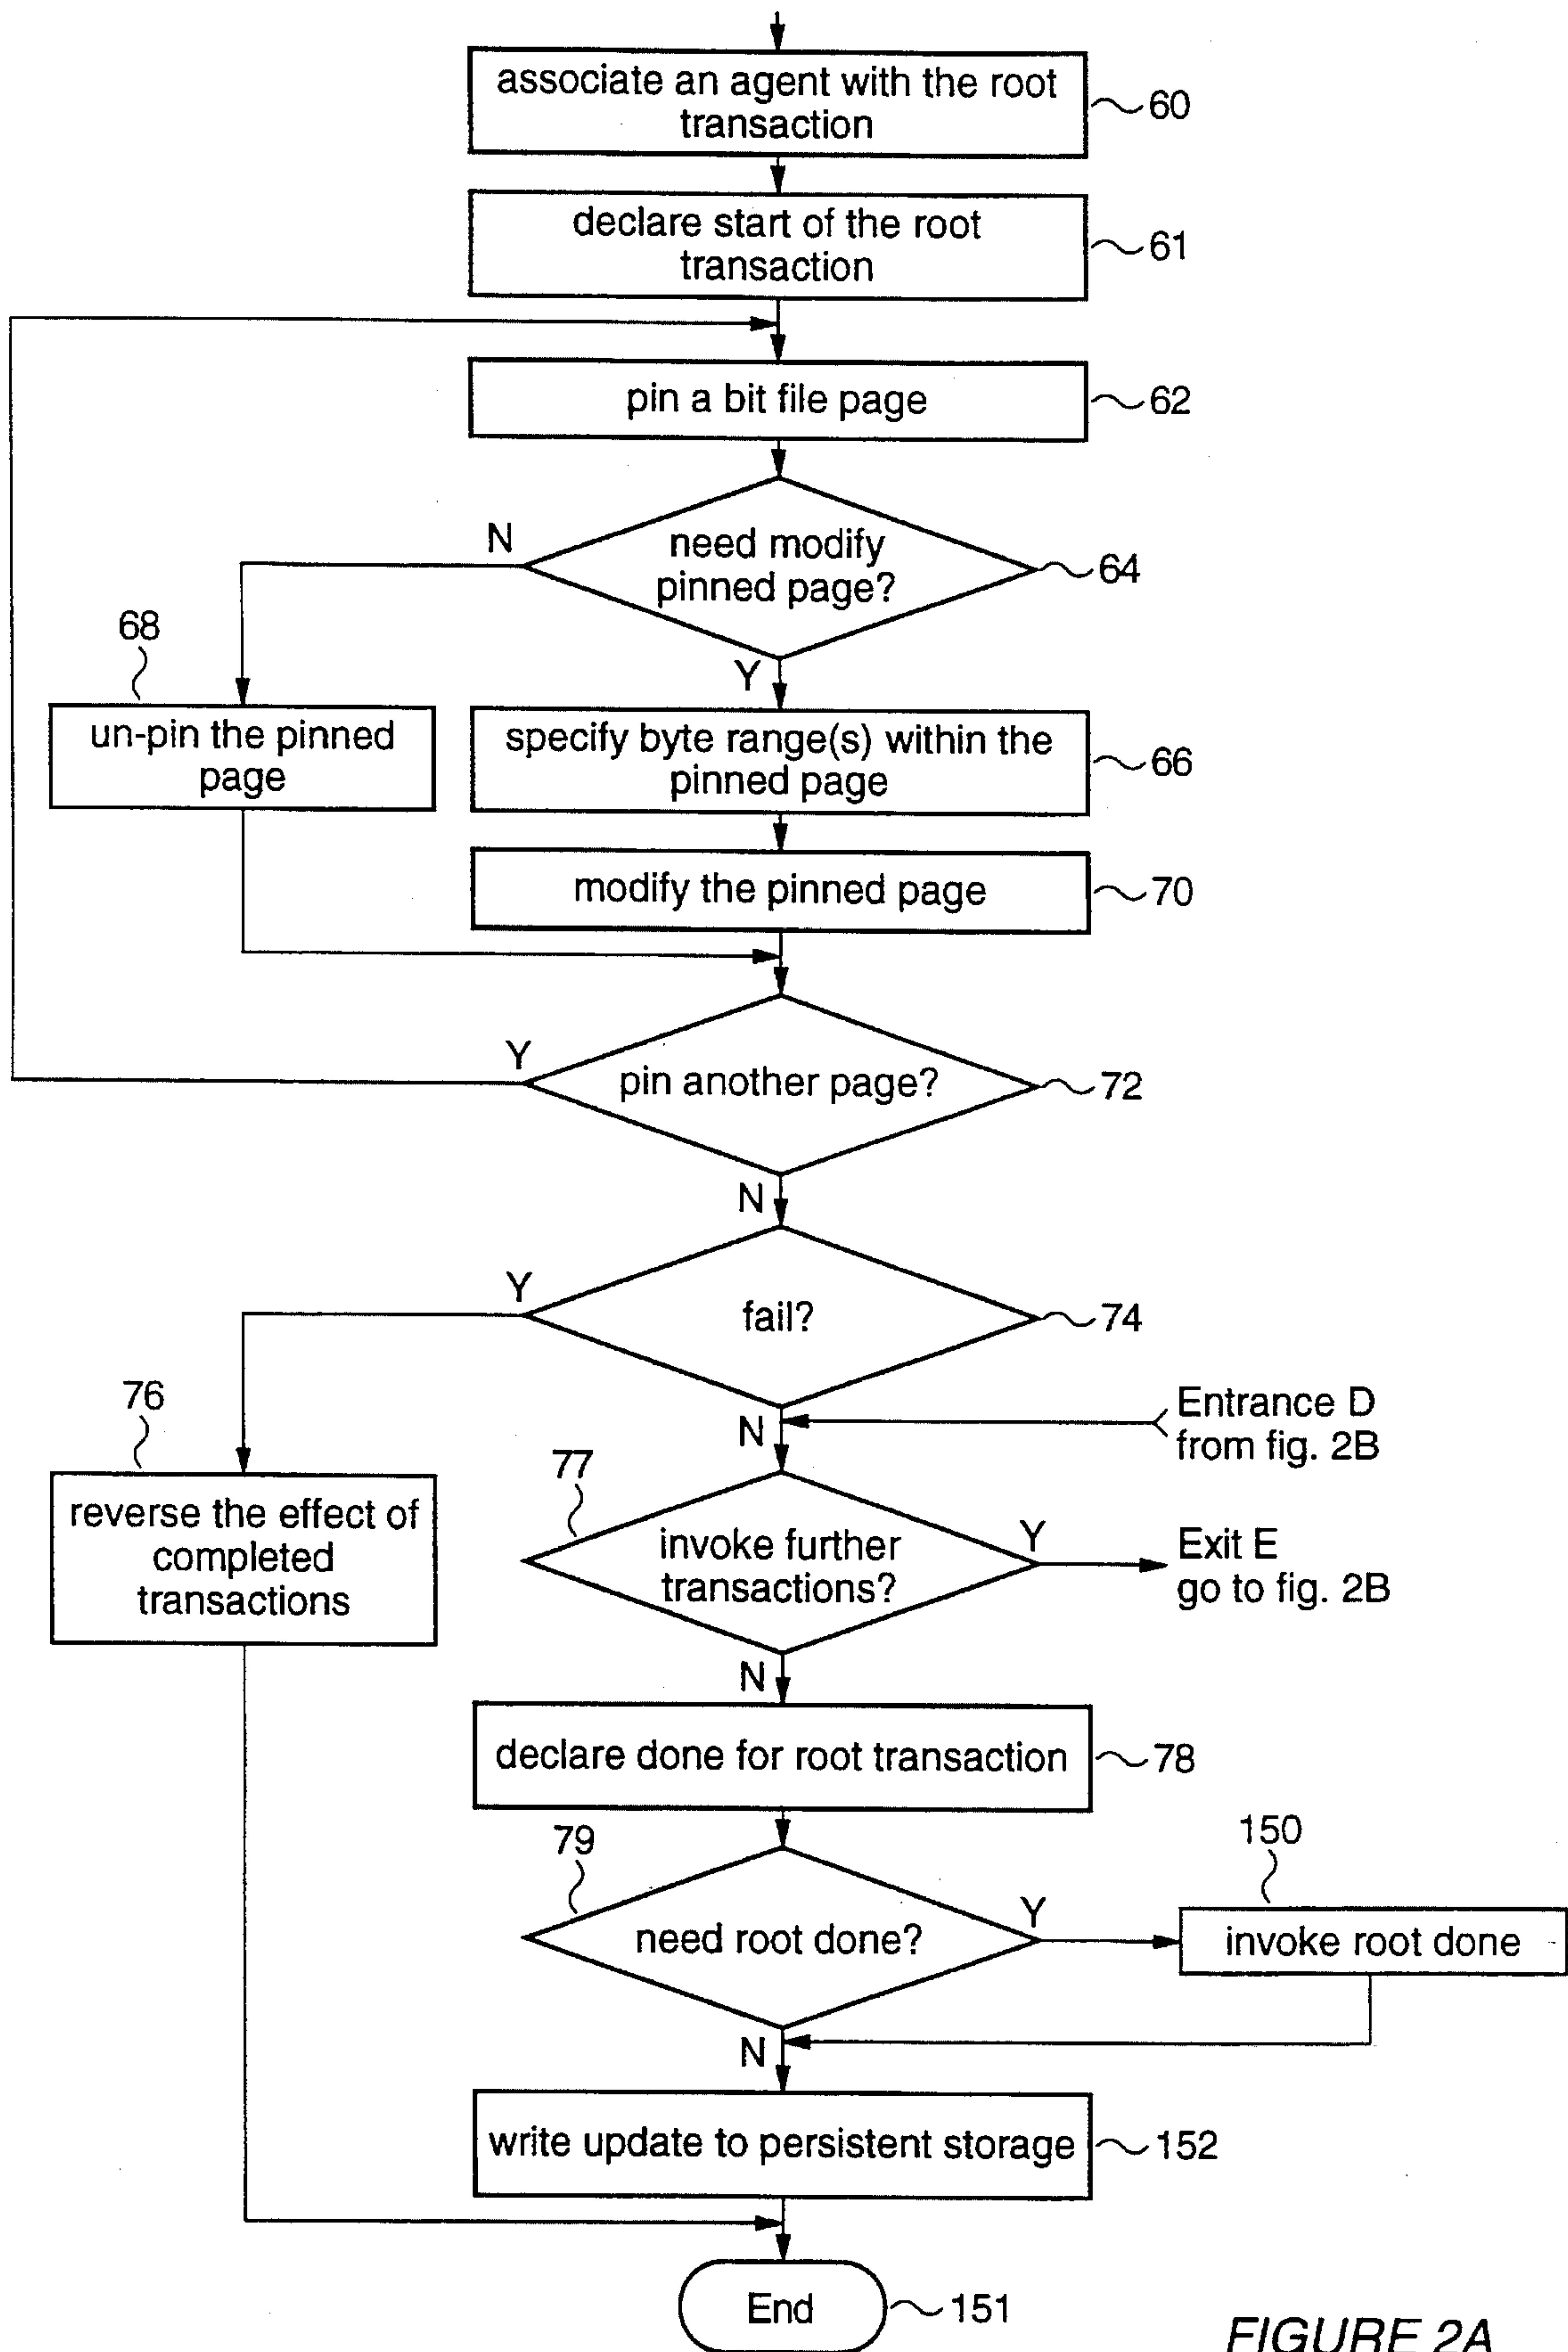 associate an agent with the root
transaction
60
declare start of the root
transaction
61
pin a bit file page
62
N
need modify
pinned page?
64
68
Y
un-pin the pinned
page
specify byte range(s) within the
pinned page
66
modify the pinned page
70
Y
pin another page?
72
N
Y
fail?
74
76
N
Entrance D
from fig. 2B
77
reverse the effect of
completed
transactions
invoke further
transactions?
Y
Exit E
go to fig. 2B
N
declare done for root transaction
78
79
150
need root done?
Y
invoke root done
N
write update to persistent storage
152
End
151
FIGURE 2A